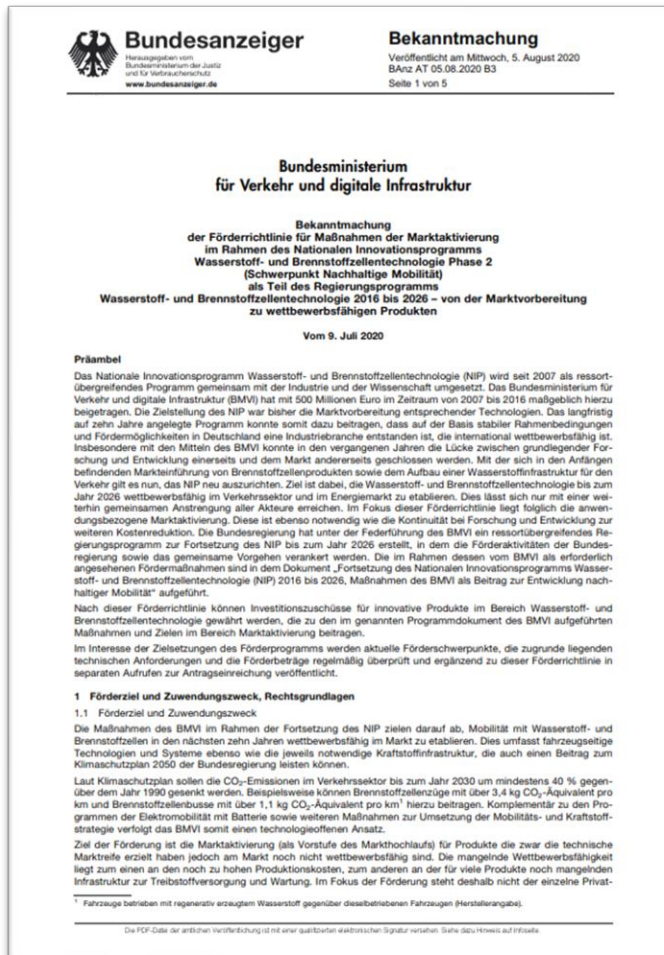 Bundesanzeiger
Herausgegeben vom
Bundesministerium der Justiz
und für Verbraucherschutz
www.bundesanzeiger.de
Bekanntmachung
Veröffentlicht am Mittwoch, 5. August 2020
BAnz AT 05.08.2020 B3
Seite 1 von 5
Bundesministerium
für Verkehr und digitale Infrastruktur
Bekanntmachung
der Förderrichtlinie für Maßnahmen der Marktaktivierung
im Rahmen des Nationalen Innovationsprogramms
Wasserstoff- und Brennstoffzellentechnologie Phase 2
(Schwerpunkt Nachhaltige Mobilität)
als Teil des Regierungsprogramms
Wasserstoff- und Brennstoffzellentechnologie 2016 bis 2026 – von der Marktvorbereitung
zu wettbewerbsfähigen Produkten
Vom 9. Juli 2020
Präambel
Das Nationale Innovationsprogramm Wasserstoff- und Brennstoffzellentechnologie (NIP) wird seit 2007 als ressort-
übergreifendes Programm gemeinsam mit der Industrie und der Wissenschaft umgesetzt. Das Bundesministerium für
Verkehr und digitale Infrastruktur (BMVI) hat mit 500 Millionen Euro im Zeitraum von 2007 bis 2016 maßgeblich hierzu
beigetragen. Die Zielstellung des NIP war bisher die Marktvorbereitung entsprechender Technologien. Das langfristig
auf zehn Jahre angelegte Programm konnte somit dazu beitragen, dass auf der Basis stabiler Rahmenbedingungen
und Fördermöglichkeiten in Deutschland eine Industriebranche entstanden ist, die international wettbewerbsfähig ist.
Insbesondere mit den Mitteln des BMVI konnte in den vergangenen Jahren die Lücke zwischen grundlegender For-
schung und Entwicklung einerseits und dem Markt andererseits geschlossen werden. Mit der sich in den Anfängen
befindenden Markteinführung von Brennstoffzellenprodukten sowie dem Aufbau einer Wasserstoffinfrastruktur für den
Verkehr gilt es nun, das NIP neu auszurichten. Ziel ist dabei, die Wasserstoff- und Brennstoffzellentechnologie bis zum
Jahr 2026 wettbewerbsfähig im Verkehrssektor und im Energiemarkt zu etablieren. Dies lässt sich nur mit einer wei-
terhin gemeinsamen Anstrengung aller Akteure erreichen. Im Fokus dieser Förderrichtlinie liegt folglich die anwen-
dungsbezogene Marktaktivierung. Diese ist ebenso notwendig wie die Kontinuität bei Forschung und Entwicklung zur
weiteren Kostenreduktion. Die Bundesregierung hat unter der Federführung des BMVI ein ressortübergreifendes Re-
gierungsprogramm zur Fortsetzung des NIP bis zum Jahr 2026 erstellt, in dem die Förderaktivitäten der Bundes-
regierung sowie das gemeinsame Vorgehen verankert werden. Die im Rahmen dessen vom BMVI als erforderlich
angesehenen Fördermaßnahmen sind in dem Dokument „Fortsetzung des Nationalen Innovationsprogramms Wasser-
stoff- und Brennstoffzellentechnologie (NIP) 2016 bis 2026, Maßnahmen des BMVI als Beitrag zur Entwicklung nach-
haltiger Mobilität“ aufgeführt.
Nach dieser Förderrichtlinie können Investitionszuschüsse für innovative Produkte im Bereich Wasserstoff- und
Brennstoffzellentechnologie gewährt werden, die zu den im genannten Programmdokument des BMVI aufgeführten
Maßnahmen und Zielen im Bereich Marktaktivierung beitragen.
Im Interesse der Zielsetzungen des Förderprogramms werden aktuelle Förderschwerpunkte, die zugrunde liegenden
technischen Anforderungen und die Förderbeträge regelmäßig überprüft und ergänzend zu dieser Förderrichtlinie in
separaten Aufrufen zur Antragseinreichung veröffentlicht.
1 Förderziel und Zuwendungszweck, Rechtsgrundlagen
1.1 Förderziel und Zuwendungszweck
Die Maßnahmen des BMVI im Rahmen der Fortsetzung des NIP zielen darauf ab, Mobilität mit Wasserstoff- und
Brennstoffzellen in den nächsten zehn Jahren wettbewerbsfähig im Markt zu etablieren. Dies umfasst fahrzeugseitige
Technologien und Systeme ebenso wie die jeweils notwendige Kraftstoffinfrastruktur, die auch einen Beitrag zum
Klimaschutzplan 2050 der Bundesregierung leisten können.
Laut Klimaschutzplan sollen die CO₂-Emissionen im Verkehrssektor bis zum Jahr 2030 um mindestens 40 % gegen-
über dem Jahr 1990 gesenkt werden. Beispielsweise können Brennstoffzellenzüge mit über 3,4 kg CO₂-Äquivalent pro
km und Brennstoffzellenbusse mit über 1,1 kg CO₂-Äquivalent pro km¹ hierzu beitragen. Komplementär zu den Pro-
grammen der Elektromobilität mit Batterie sowie weiteren Maßnahmen zur Umsetzung der Mobilitäts- und Kraftstoff-
strategie verfolgt das BMVI somit einen technologieoffenen Ansatz.
Ziel der Förderung ist die Marktaktivierung (als Vorstufe des Markthochlaufs) für Produkte die zwar die technische
Marktreife erzielt haben jedoch am Markt noch nicht wettbewerbsfähig sind. Die mangelnde Wettbewerbsfähigkeit
liegt zum einen an den noch zu hohen Produktionskosten, zum anderen an der für viele Produkte noch mangelnden
Infrastruktur zur Treibstoffversorgung und Wartung. Im Fokus der Förderung steht deshalb nicht der einzelne Privat-
¹ Fahrzeuge betrieben mit regenerativ erzeugtem Wasserstoff gegenüber dieselbetriebenen Fahrzeugen (Herstellerangabe).
Die PDF-Datei der amtlichen Veröffentlichung ist mit einer qualifizierten elektronischen Signatur versehen. Siehe dazu Hinweis auf Infoseite.